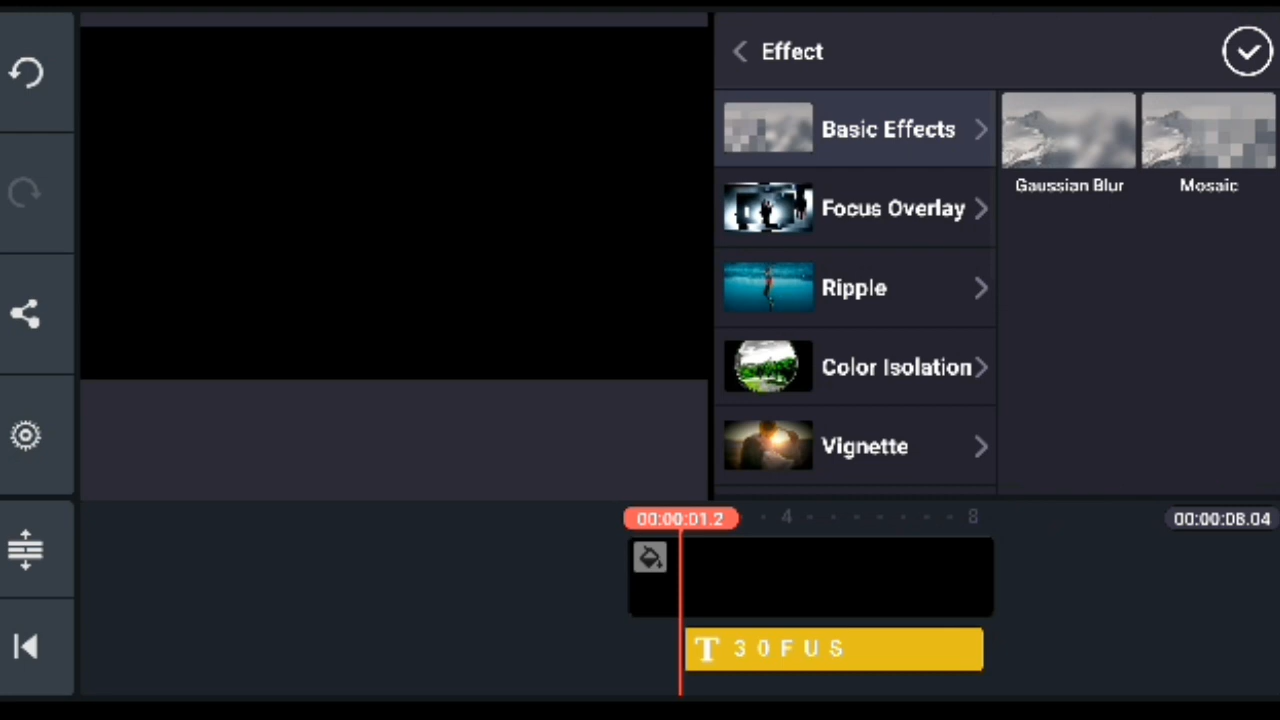 Effect
Basic Effects
Gaussian Blur
Mosaic
Focus Overlay
Ripple
Color Isolation
Vignette
00:00:01.2
4
8
00:00:08.04
T 3 0 F U S